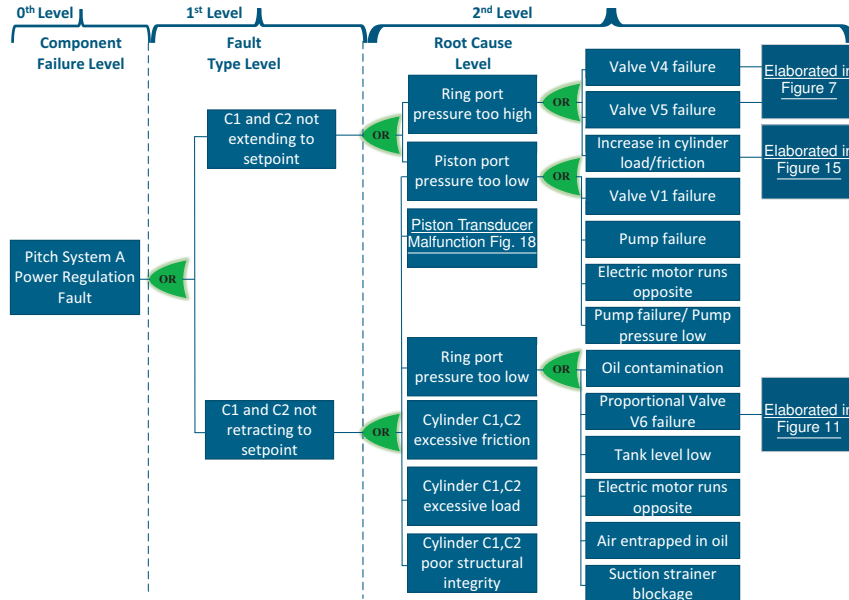 0th Level
1st Level
2nd Level
Component
Failure Level
Fault
Type Level
Root Cause
Level
Pitch System A
Power Regulation
Fault
OR
C1 and C2 not
extending to
setpoint
OR
C1 and C2 not
retracting to
setpoint
OR
Ring port
pressure too high
OR
Piston port
pressure too low
OR
Piston Transducer
Malfunction Fig. 18
Ring port
pressure too low
OR
Cylinder C1,C2
excessive friction
Cylinder C1,C2
excessive load
Cylinder C1,C2
poor structural
integrity
Valve V4 failure
Valve V5 failure
Increase in cylinder
load/friction
Valve V1 failure
Pump failure
Electric motor runs
opposite
Pump failure/ Pump
pressure low
Oil contamination
Proportional Valve
V6 failure
Tank level low
Electric motor runs
opposite
Air entrapped in oil
Suction strainer
blockage
Elaborated in
Figure 7
Elaborated in
Figure 15
Elaborated in
Figure 11